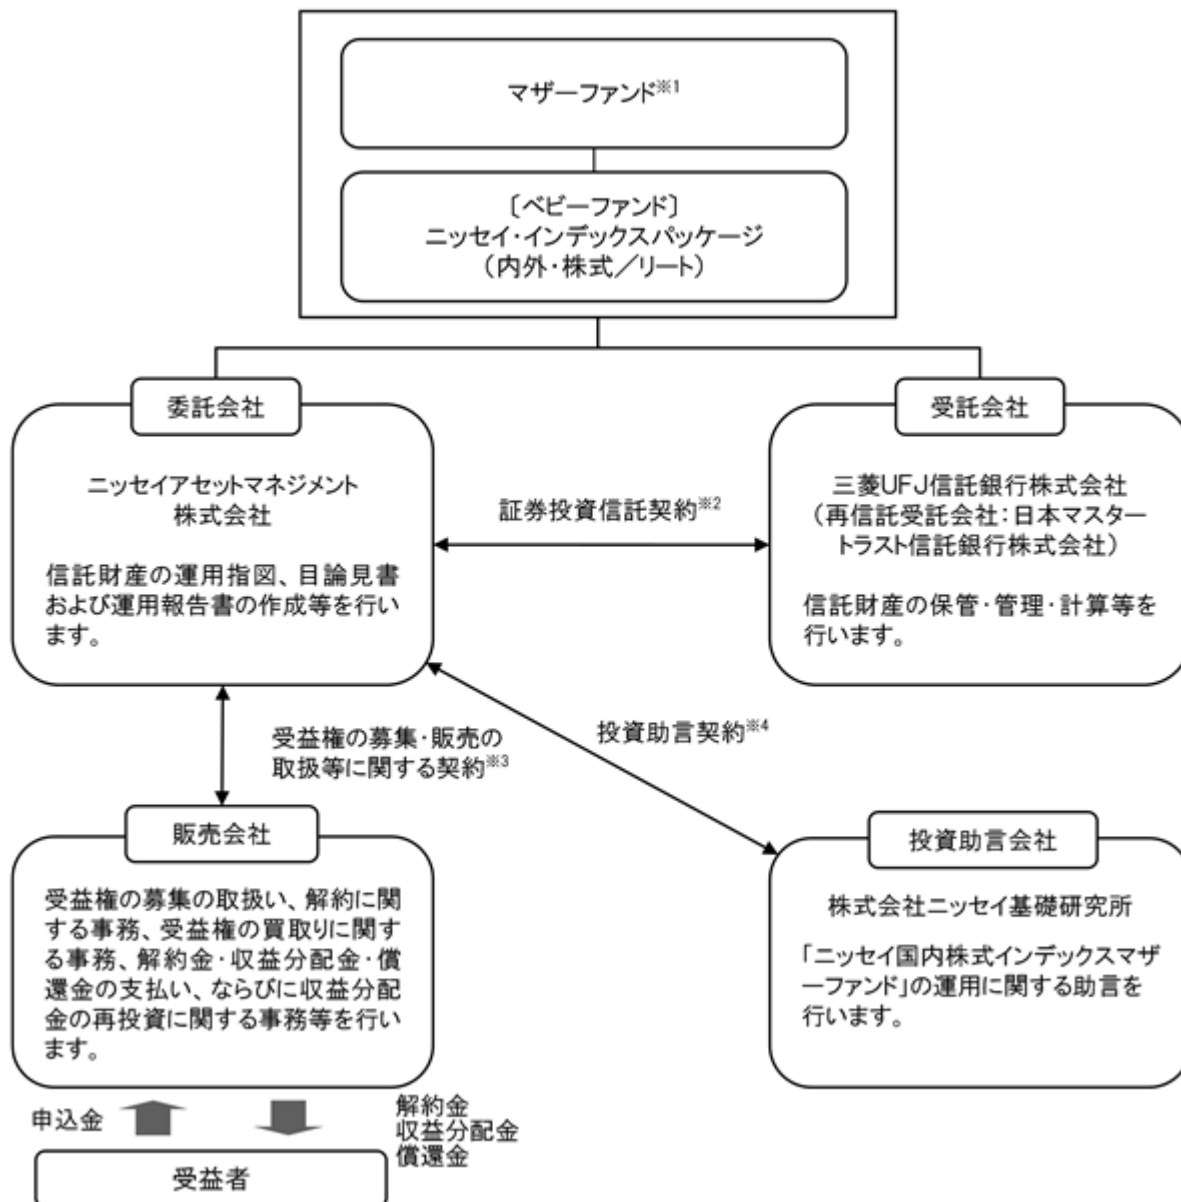 マザーファンド※1
〔ベビーファンド〕
ニッセイ・インデックスパッケージ
（内外・株式／リート）
委託会社
ニッセイアセットマネジメント
株式会社
信託財産の運用指図、目論見書
および運用報告書の作成等を行い
ます。
証券投資信託契約※2
受託会社
三菱UFJ信託銀行株式会社
（再信託受託会社：日本マスター
トラスト信託銀行株式会社）
信託財産の保管・管理・計算等を
行います。
受益権の募集・販売の
取扱等に関する契約※3
投資助言契約※4
販売会社
受益権の募集の取扱い、解約に関
する事務、受益権の買取りに関す
る事務、解約金・収益分配金・償
還金の支払い、ならびに収益分配
金の再投資に関する事務等を行い
ます。
投資助言会社
株式会社ニッセイ基礎研究所
「ニッセイ国内株式インデックスマザ
ーファンド」の運用に関する助言を
行います。
申込金
解約金
収益分配金
償還金
受益者